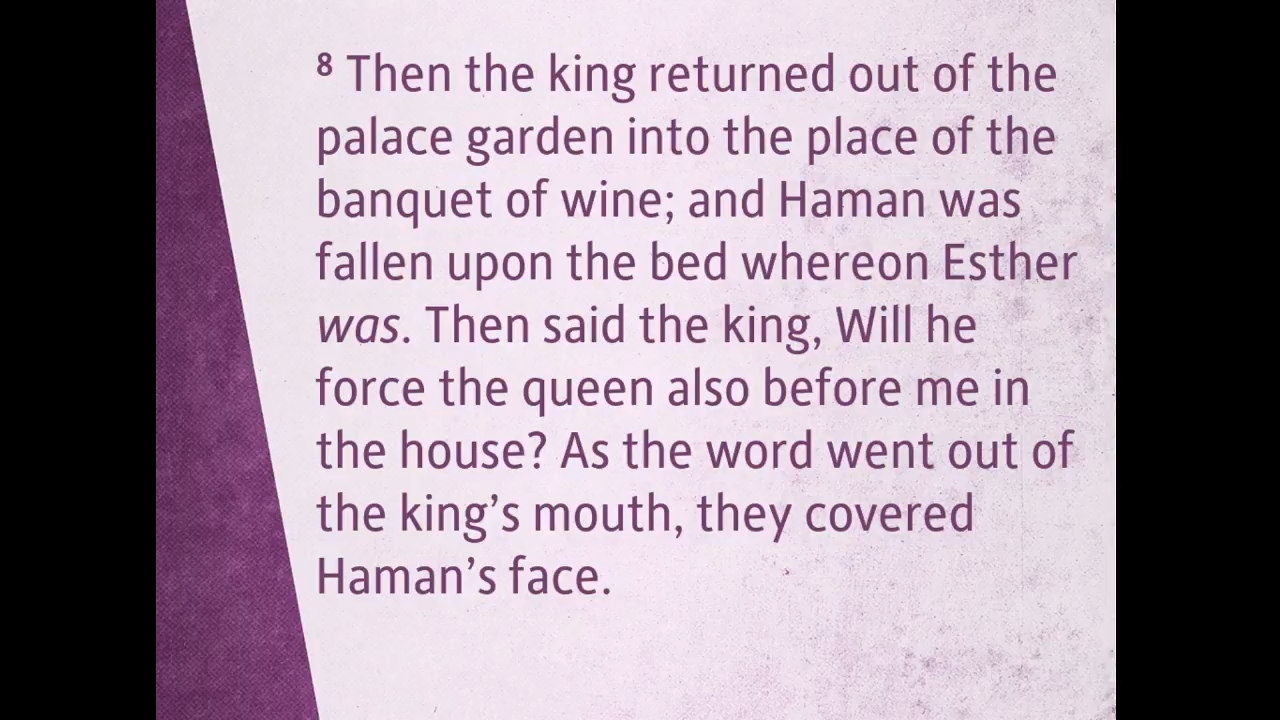 ⁸ Then the king returned out of the
palace garden into the place of the
banquet of wine; and Haman was
fallen upon the bed whereon Esther
was. Then said the king, Will he
force the queen also before me in
the house? As the word went out of
the king’s mouth, they covered
Haman’s face.